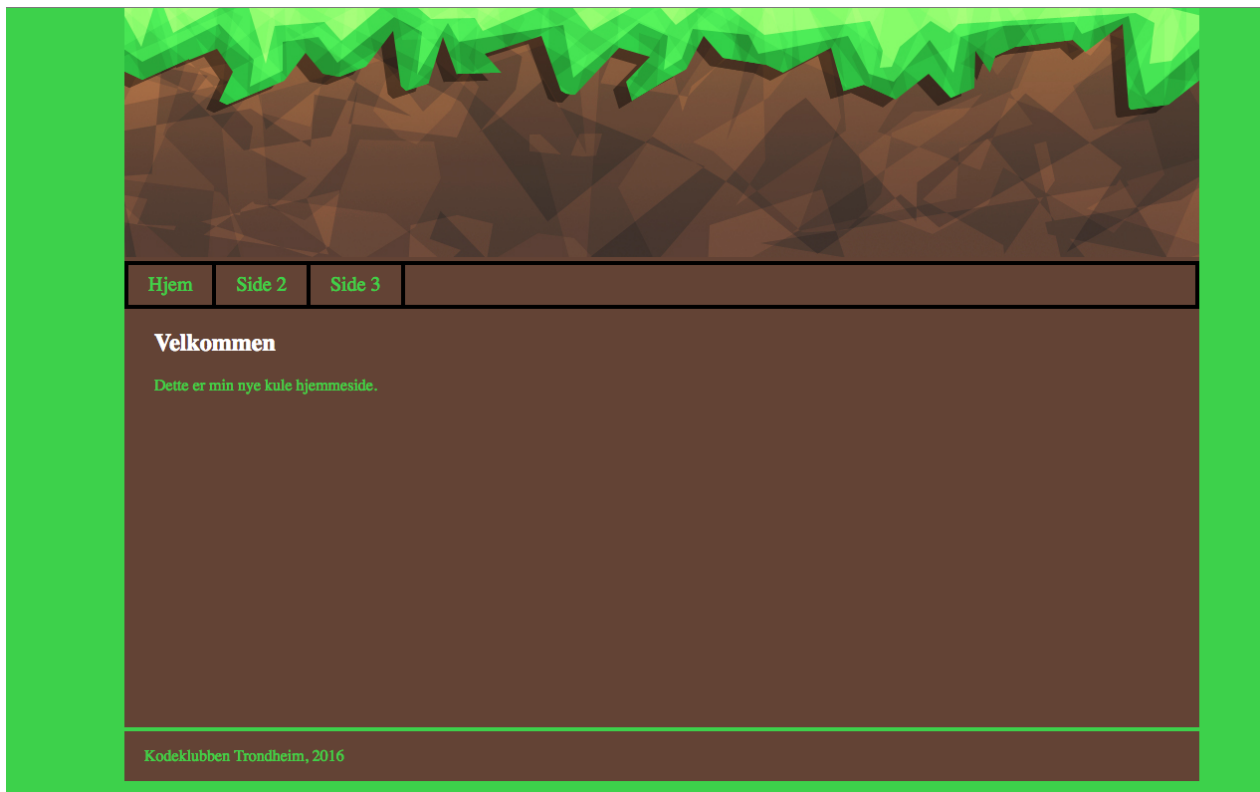 Hjem Side 2 Side 3
Velkommen
Dette er min nye kule hjemmeside.
Kodeklubben Trondheim, 2016